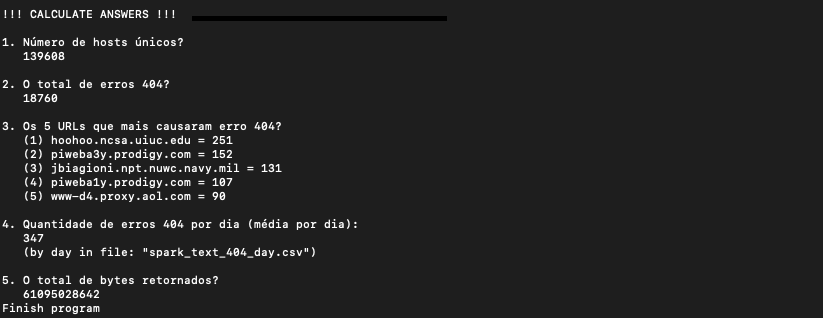 !!! CALCULATE ANSWERS !!!
1. Número de hosts únicos?
139608
2. O total de erros 404?
18760
3. Os 5 URLs que mais causaram erro 404?
(1) hoohoo.ncsa.uiuc.edu = 251
(2) piweba3y.prodigy.com = 152
(3) jbiagioni.npt.nuwc.navy.mil = 131
(4) piweba1y.prodigy.com = 107
(5) www-d4.proxy.aol.com = 90
4. Quantidade de erros 404 por dia (média por dia):
347
(by day in file: "spark_text_404_day.csv")
5. O total de bytes retornados?
61095028642
Finish program